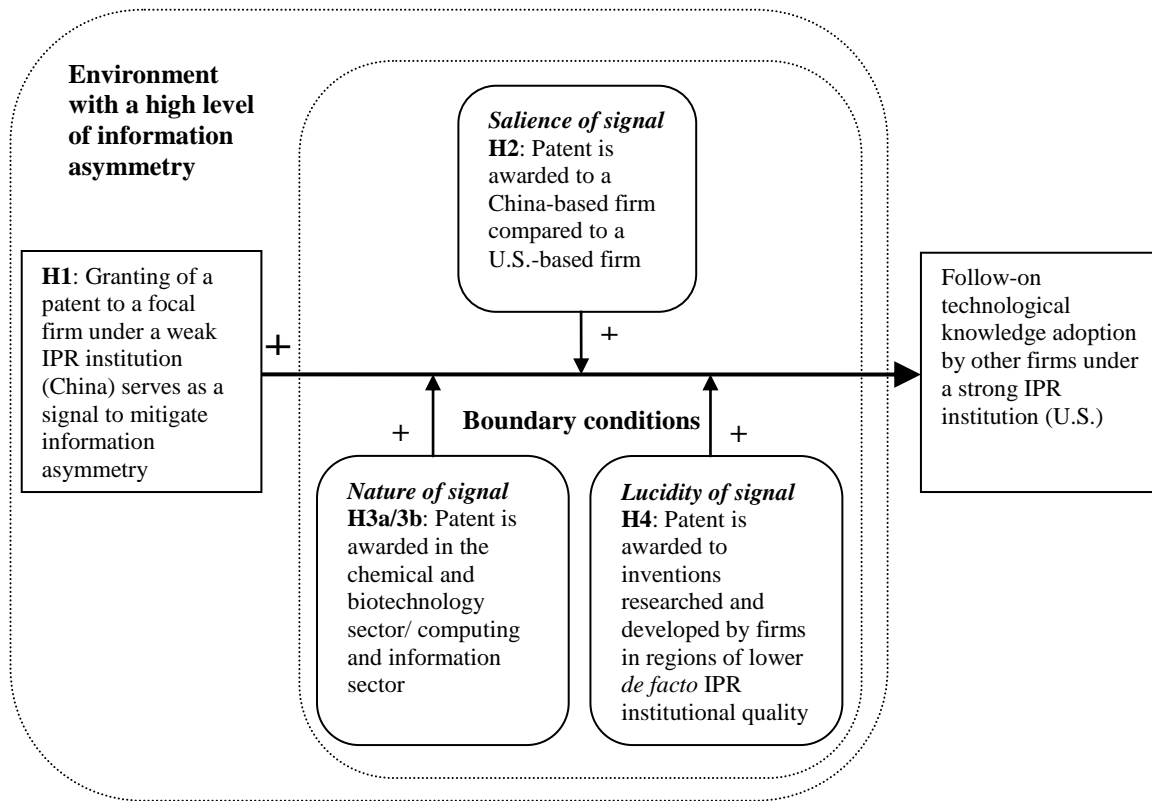 Environment
with a high level
of information
asymmetry
Salience of signal
H2: Patent is
awarded to a
China-based firm
compared to a
U.S.-based firm
H1: Granting of a
patent to a focal
firm under a weak
IPR institution
(China) serves as a
signal to mitigate
information
asymmetry
+
+
Follow-on
technological
knowledge adoption
by other firms under
a strong IPR
institution (U.S.)
+
Boundary conditions
+
Nature of signal
H3a/3b: Patent is
awarded in the
chemical and
biotechnology
sector/ computing
and information
sector
Lucidity of signal
H4: Patent is
awarded to
inventions
researched and
developed by firms
in regions of lower
de facto IPR
institutional quality